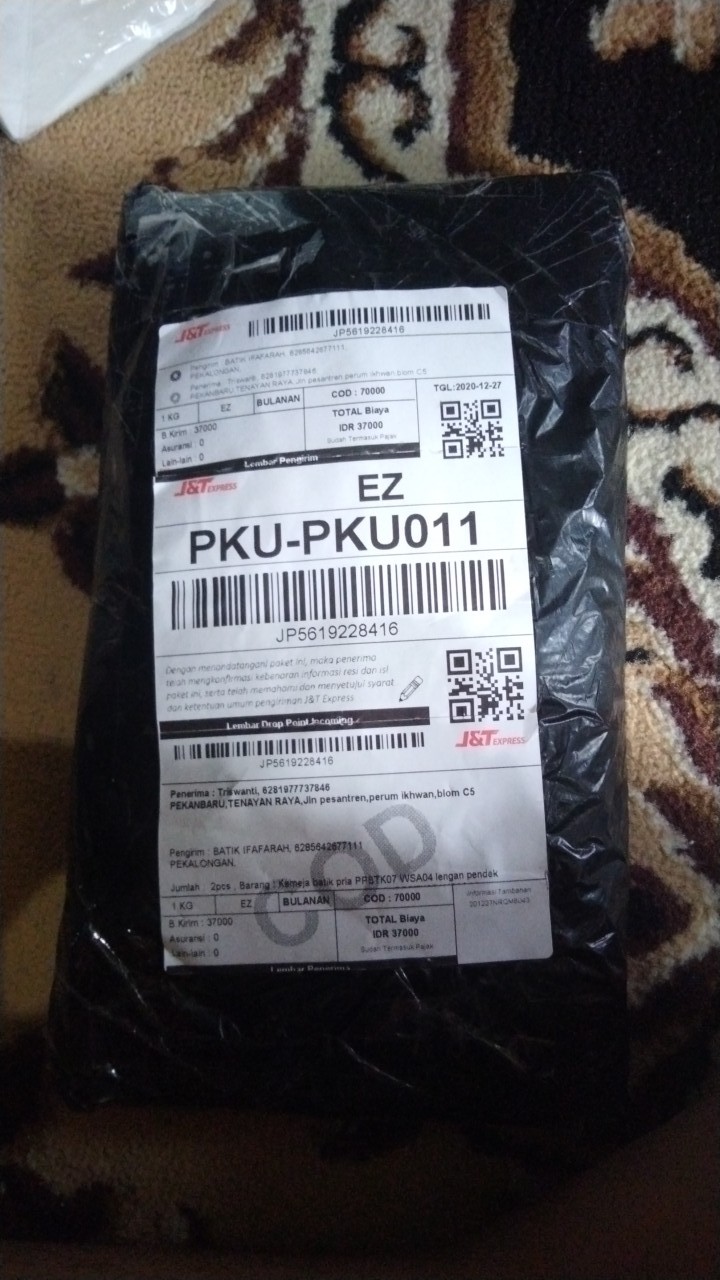 J&T EXPRESS
JP5619228416
Pengirim : BATIK IFAFARAH, 6285642677111
PEKALONGAN,
Penerima : Triswanti, 6281977737846
PEKANBARU,TENAYAN RAYA,Jln pesantren,perum ikhwan,blom C5
1 KG EZ BULANAN COD : 70000 TGL:2020-12-27
B.Kirim : 37000
Asuransi : 0
Lain-lain : 0
TOTAL Biaya
IDR 37000
Sudah Termasuk Pajak
Lembar Pengirim
J&T EXPRESS EZ
PKU-PKU011
JP5619228416
Dengan menandatangani paket ini, maka penerima
telah mengkonfirmasi kebenaran informasi resi dan isi
paket ini, serta telah memahami dan menyetujui syarat
dan ketentuan umum pengiriman J&T Express
Lembar Drop Point Incoming
J&T EXPRESS
JP5619228416
Penerima : Triswanti, 6281977737846
PEKANBARU,TENAYAN RAYA,Jln pesantren,perum ikhwan,blom C5
COD
Pengirim : BATIK IFAFARAH, 6285642677111
PEKALONGAN,
Jumlah : 2pcs , Barang : Kemeja batik pria PPBTK07 WSA04 lengan pendek
1 KG EZ BULANAN COD : 70000
B.Kirim : 37000
Asuransi : 0
Lain-lain : 0
TOTAL Biaya
IDR 37000
Sudah Termasuk Pajak
Informasi Tambahan
Lembar Penerima